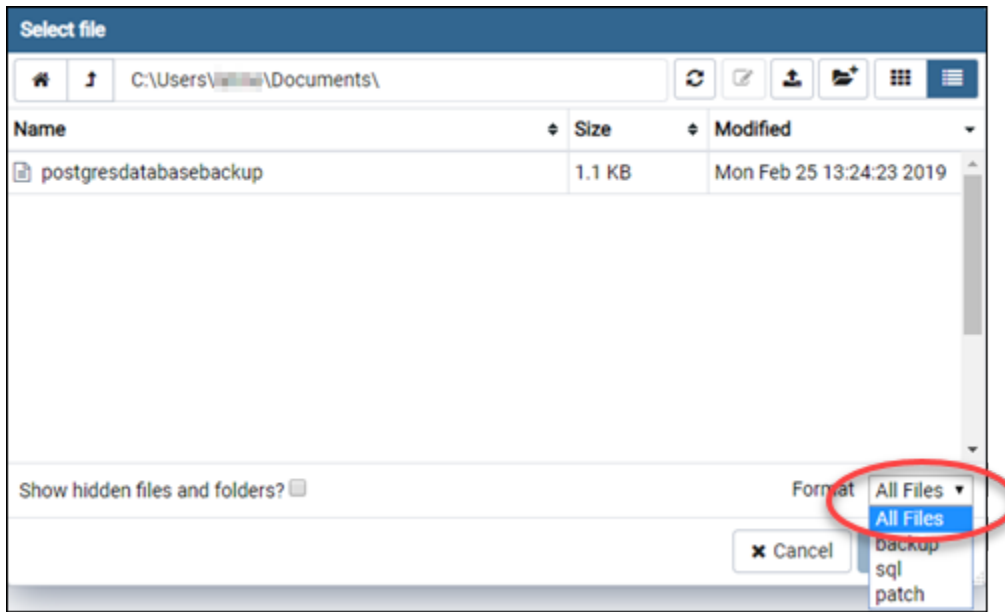 Select file
C:\Users\ \Documents\
Name Size Modified
postgresdatabasebackup 1.1 KB Mon Feb 25 13:24:23 2019
Show hidden files and folders? Format All Files
All Files
backup
Cancel
sql
patch